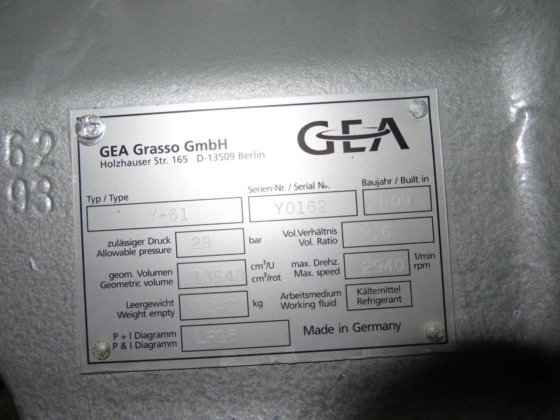 62
93
GEA Grasso GmbH
Holzhauser Str. 165 D-13509 Berlin
GEA
Typ / Type
Serien-Nr. / Serial No.
Baujahr / Built in
Y-61
Y0162
zulässiger Druck
Allowable pressure
28
bar
Vol.Verhältnis
Vol. Ratio
geom. Volumen
Geometric volume
cm³/U
cm³/rot
max. Drehz.
Max. speed
2940
1/min
rpm
Leergewicht
Weight empty
kg
Arbeitsmedium
Working fluid
Kältemittel
Refrigerant
P + I Diagramm
P & I Diagramm
Made in Germany